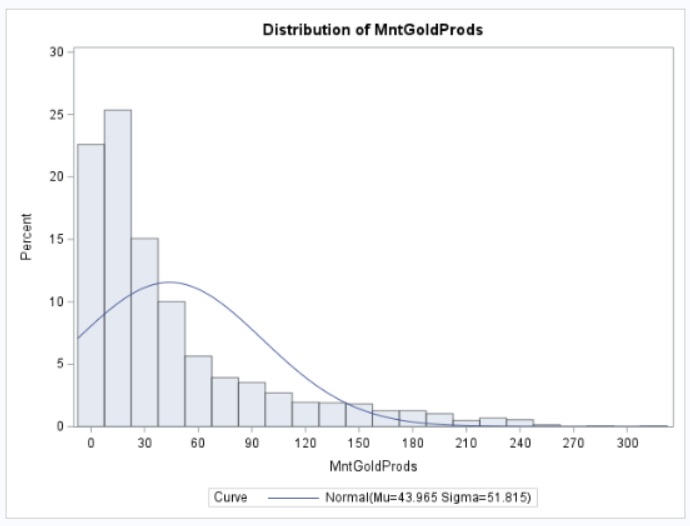 Distribution of MntGoldProds
30
25
20
15
10
5
0
Percent
0 30 60 90 120 150 180 210 240 270 300
MntGoldProds
Curve Normal(Mu=43.965 Sigma=51.815)